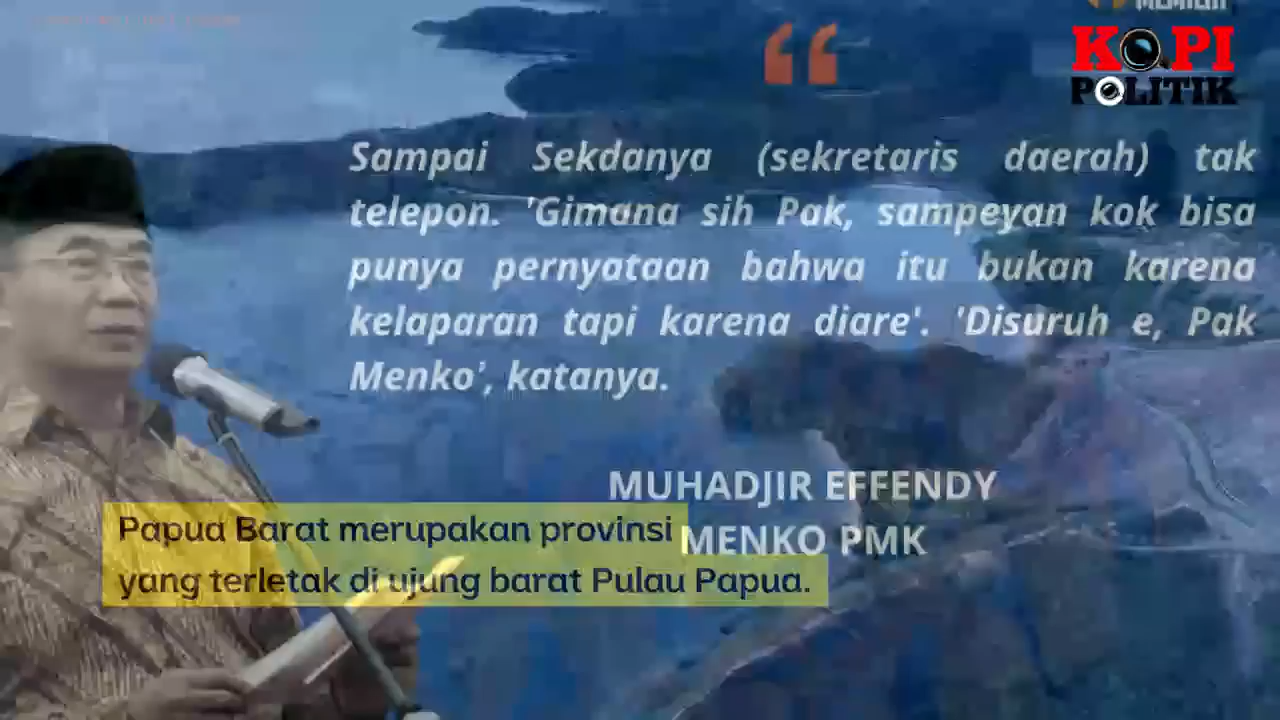 KOPI
POLITIK
Sampai Sekdanya (sekretaris daerah) tak
telepon. 'Gimana sih Pak, sampeyan kok bisa
punya pernyataan bahwa itu bukan karena
kelaparan tapi karena diare'. 'Disuruh e, Pak
Menko', katanya.
MUHADJIR EFFENDY
MENKO PMK
Papua Barat merupakan provinsi
yang terletak di ujung barat Pulau Papua.